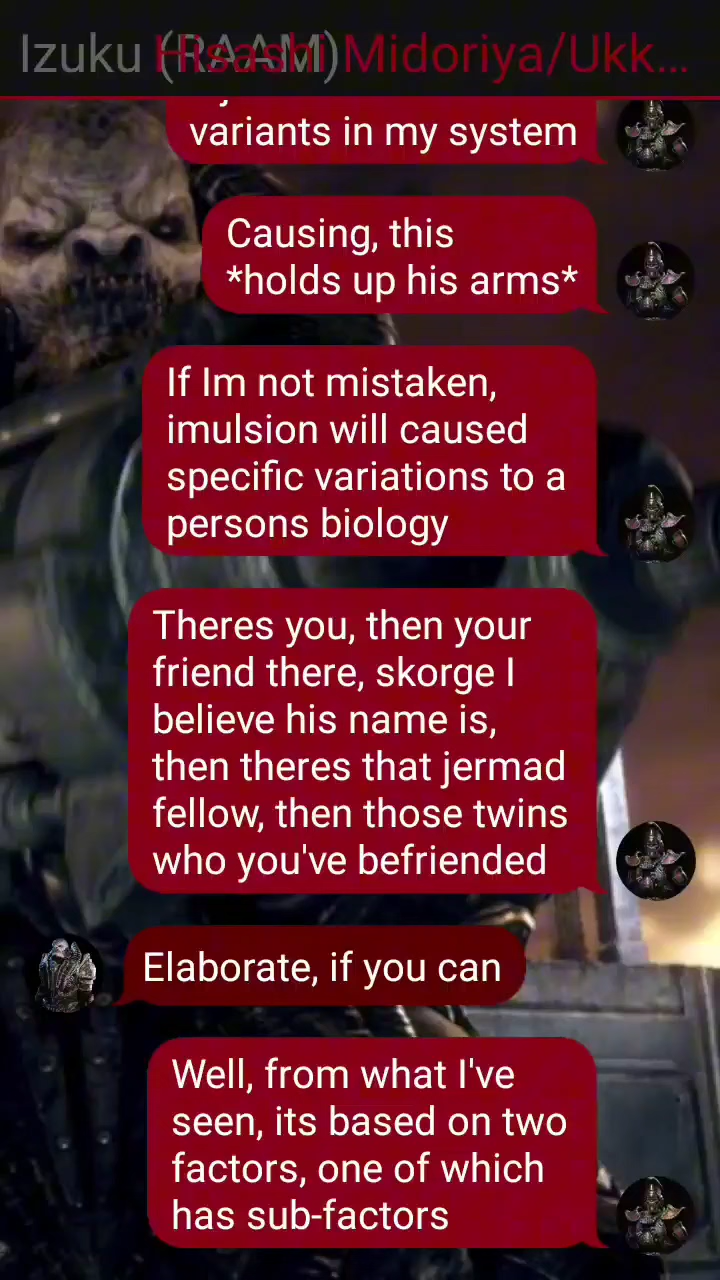 Izuku (RAAM)
Hisashi Midoriya/Ukk...
variants in my system
Causing, this
*holds up his arms*
If Im not mistaken,
imulsion will caused
specific variations to a
persons biology
Theres you, then your
friend there, skorge I
believe his name is,
then theres that jermad
fellow, then those twins
who you've befriended
Elaborate, if you can
Well, from what I've
seen, its based on two
factors, one of which
has sub-factors